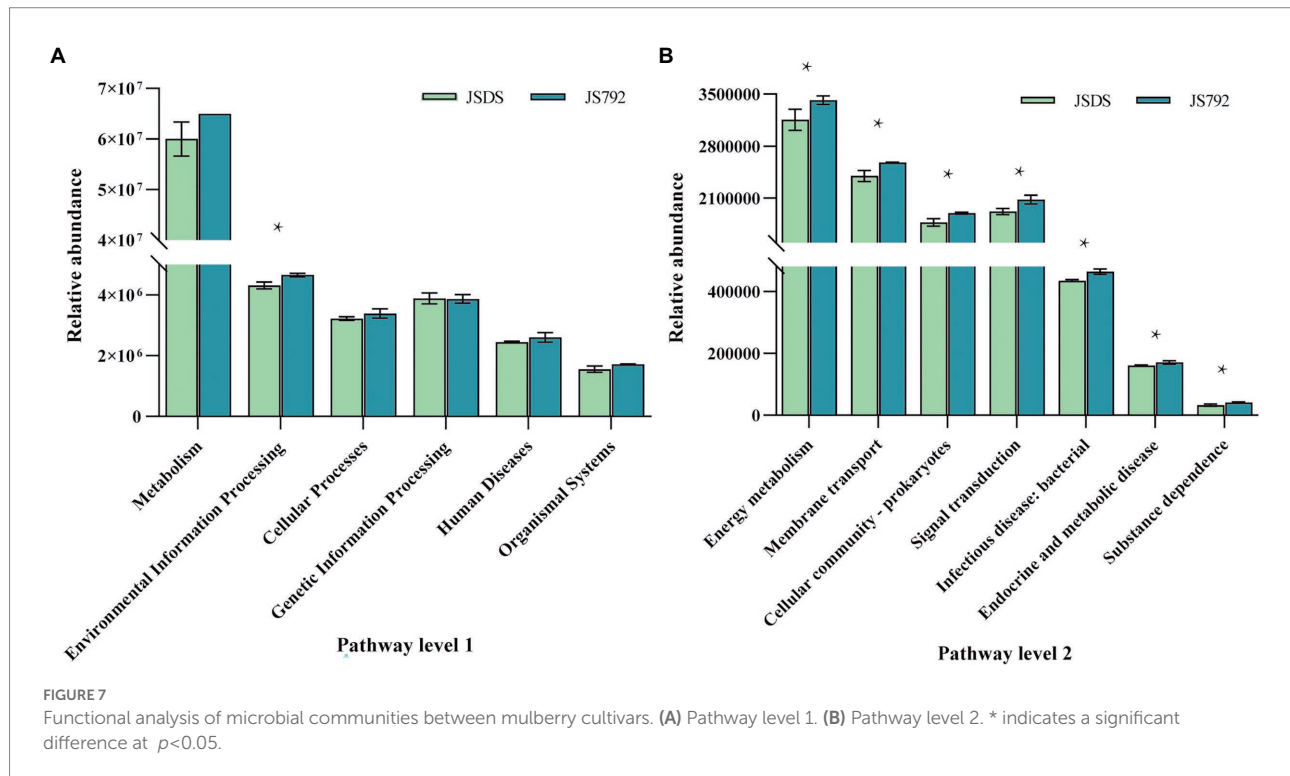 A
JSDS
JS792
7×10⁷
6×10⁷
5×10⁷
4×10⁷
4×10⁶
2×10⁶
0
Relative abundance
*
Metabolism
Environmental Information Processing
Cellular Processes
Genetic Information Processing
Human Diseases
Organismal Systems
Pathway level 1
B
JSDS
JS792
3500000
2800000
2100000
400000
200000
0
Relative abundance
*
*
*
*
*
*
*
Energy metabolism
Membrane transport
Cellular community - prokaryotes
Signal transduction
Infectious disease: bacterial
Endocrine and metabolic disease
Substance dependence
Pathway level 2
FIGURE 7
Functional analysis of microbial communities between mulberry cultivars. (A) Pathway level 1. (B) Pathway level 2. * indicates a significant
difference at p<0.05.